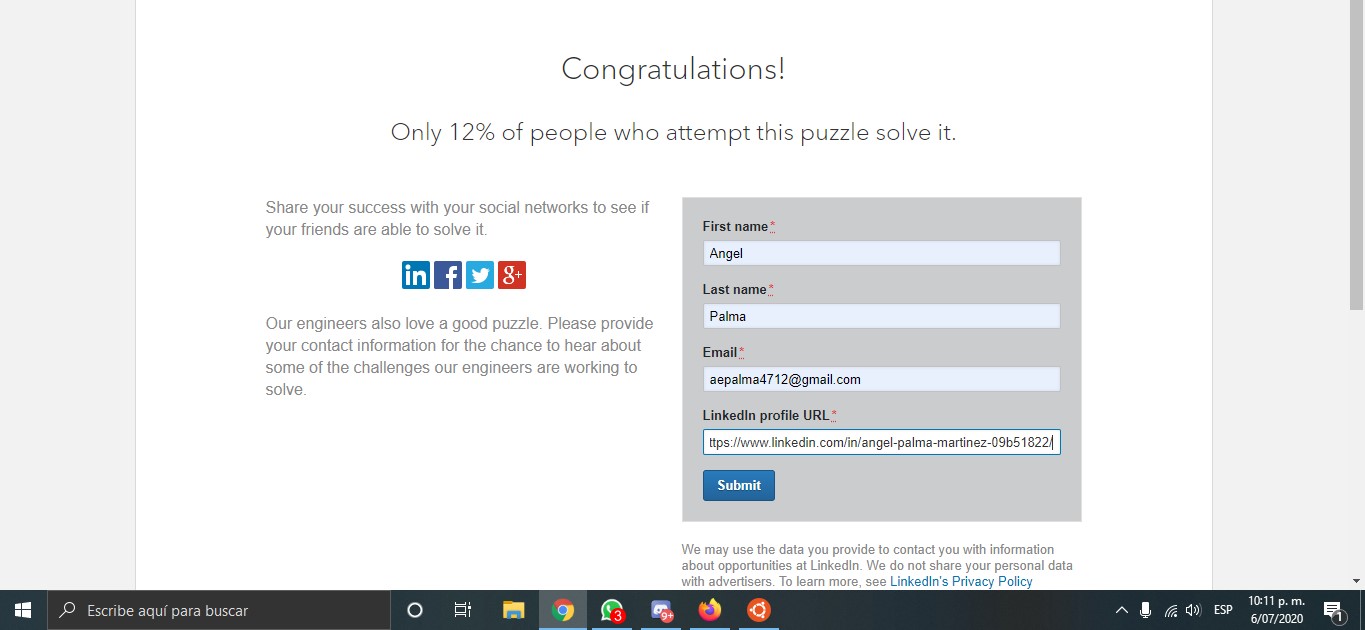 Congratulations!
Only 12% of people who attempt this puzzle solve it.
Share your success with your social networks to see if
your friends are able to solve it.
in f g+
Our engineers also love a good puzzle. Please provide
your contact information for the chance to hear about
some of the challenges our engineers are working to
solve.
First name*
Angel
Last name*
Palma
Email*
aepalma4712@gmail.com
LinkedIn profile URL*
ttps://www.linkedin.com/in/angel-palma-martinez-09b51822/
Submit
We may use the data you provide to contact you with information
about opportunities at LinkedIn. We do not share your personal data
with advertisers. To learn more, see LinkedIn's Privacy Policy
Escribe aquí para buscar
3
9+
ESP
10:11 p. m.
6/07/2020
1